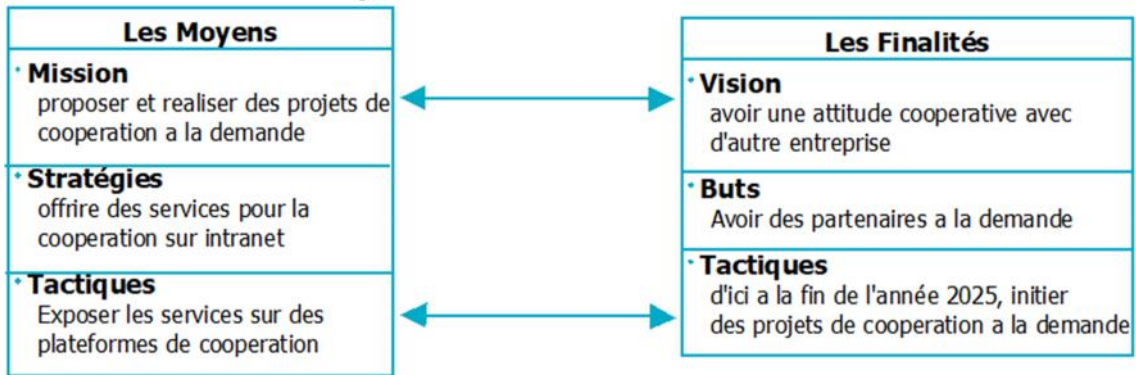 Les Moyens
Mission
proposer et realiser des projets de
cooperation a la demande
Stratégies
offrire des services pour la
cooperation sur intranet
Tactiques
Exposer les services sur des
plateformes de cooperation
Les Finalités
Vision
avoir une attitude cooperative avec
d'autre entreprise
Buts
Avoir des partenaires a la demande
Tactiques
d'ici a la fin de l'année 2025, initier
des projets de cooperation a la demande